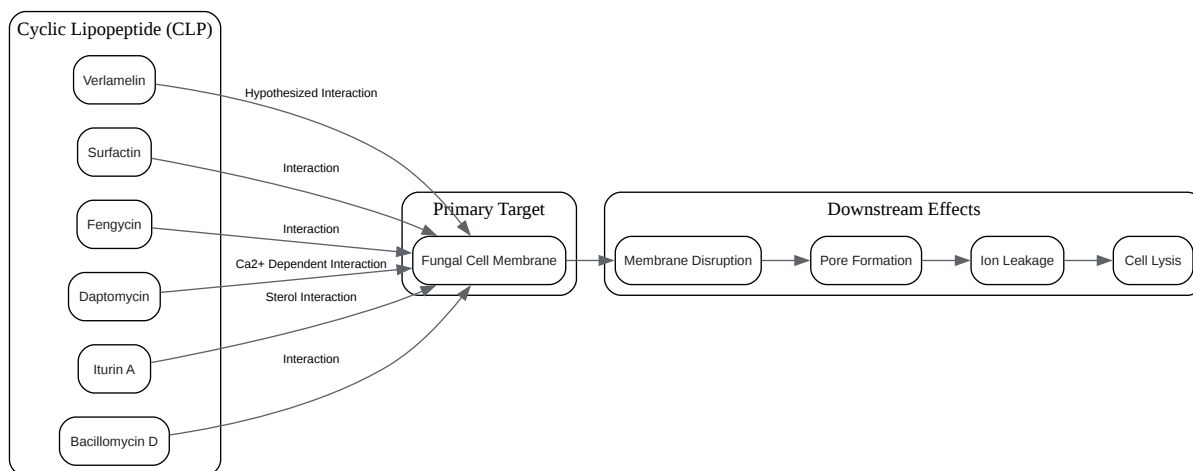 Cyclic Lipopeptide (CLP)
Verlamelin
Surfactin
Fengycin
Daptomycin
Iturin A
Bacillomycin D
Hypothesized Interaction
Interaction
Interaction
Ca2+ Dependent Interaction
Sterol Interaction
Interaction
Primary Target
Fungal Cell Membrane
Downstream Effects
Membrane Disruption
Pore Formation
Ion Leakage
Cell Lysis